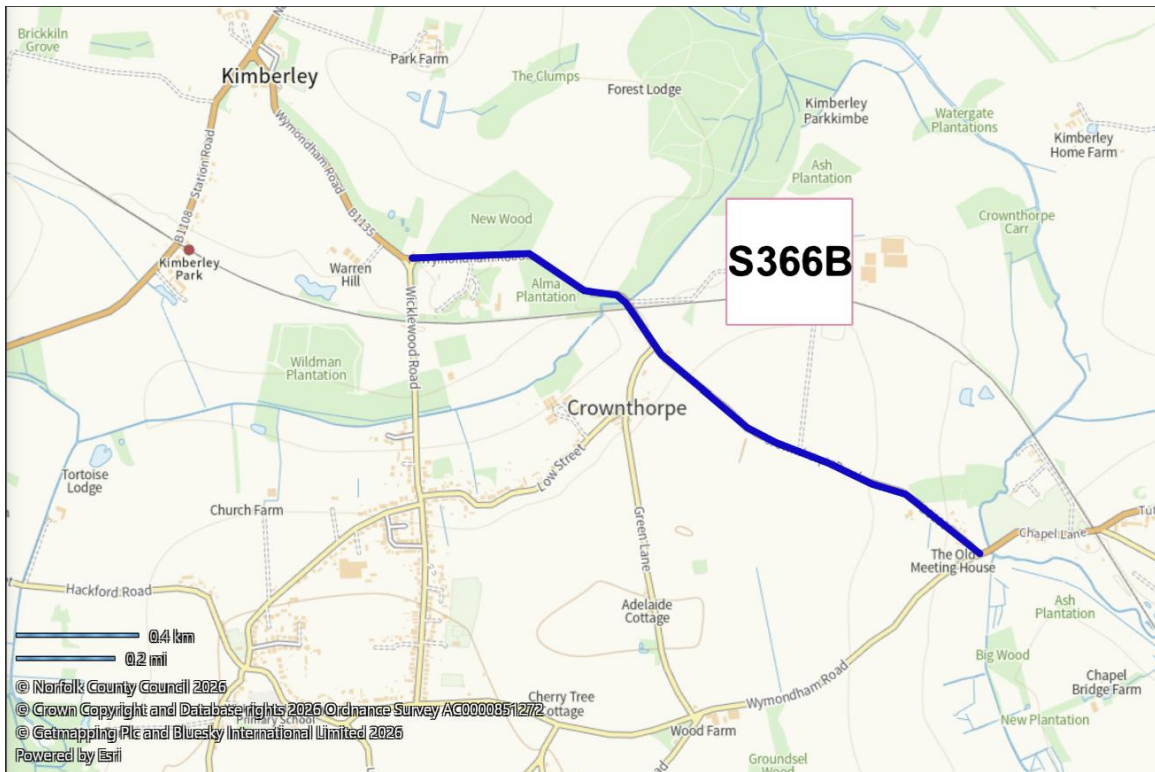 Brickkiln
Grove
Park Farm
Kimberley
The Clumps
Forest Lodge
Kimberley
Parkkimbe
Watergate
Plantations
Kimberley
Home Farm
Wymondham Road
B1135
B1108 Station Road
Ash
Plantation
New Wood
Crownthorpe
Carr
Kimberley
Park
Warren
Hill
Wymondham Road
S366B
Alma
Plantation
Wicklewood Road
Wildman
Plantation
Crownthorpe
Tortoise
Lodge
Low Street
Church Farm
Green Lane
Chapel Lane
The Old
Meeting House
Hackford Road
Adelaide
Cottage
Ash
Plantation
Big Wood
Wymondham Road
Chapel
Bridge Farm
Cherry Tree
Cottage
New Plantation
Wood Farm
Groundsel
Wood
Primary School
0.4 km
0.2 mi
© Norfolk County Council 2026
© Crown Copyright and Database rights 2026 Ordnance Survey AC0000851272
© Getmapping Plc and Bluesky International Limited 2026
Powered by Esri